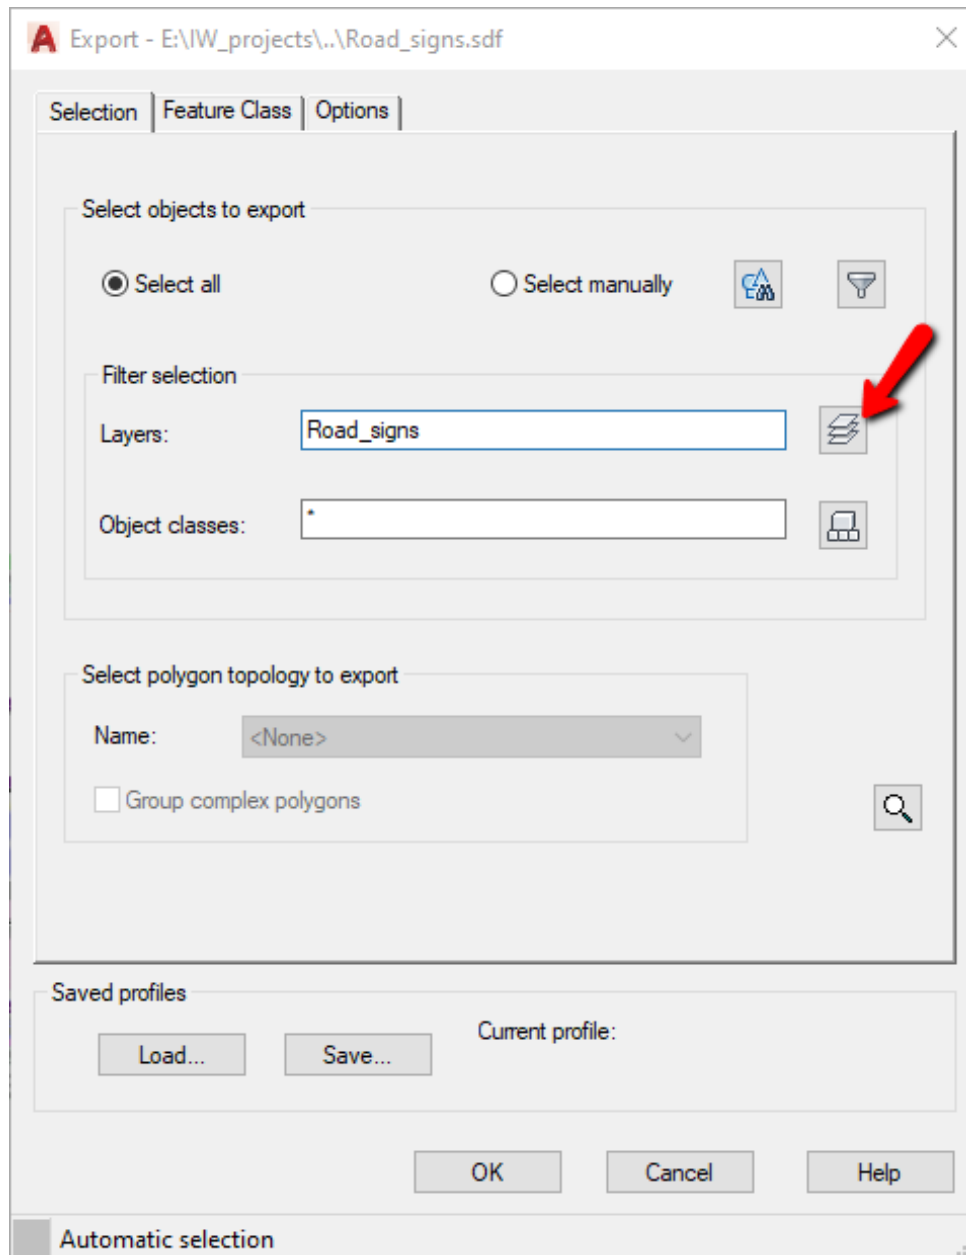 Export - E:\IW_projects\..\Road_signs.sdf
Selection Feature Class Options
Select objects to export
Select all Select manually
Filter selection
Layers: Road_signs
Object classes: *
Select polygon topology to export
Name: <None>
Group complex polygons
Saved profiles
Load... Save... Current profile:
OK Cancel Help
Automatic selection